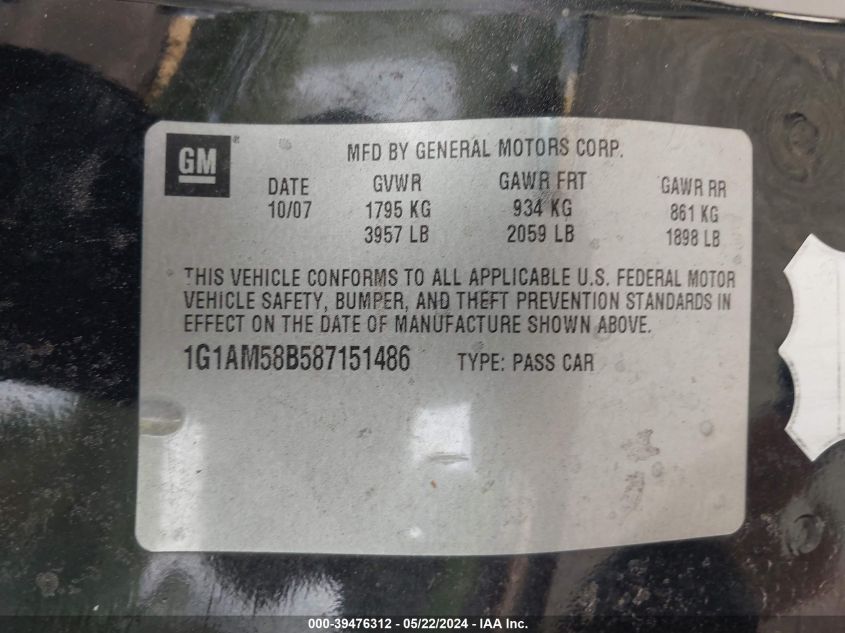 GM®
MFD BY GENERAL MOTORS CORP.
DATE GVWR GAWR FRT GAWR RR
10/07 1795 KG 934 KG 861 KG
3957 LB 2059 LB 1898 LB
THIS VEHICLE CONFORMS TO ALL APPLICABLE U.S. FEDERAL MOTOR
VEHICLE SAFETY, BUMPER, AND THEFT PREVENTION STANDARDS IN
EFFECT ON THE DATE OF MANUFACTURE SHOWN ABOVE.
1G1AM58B587151486 TYPE: PASS CAR
000-39476312 - 05/22/2024 - IAA Inc.